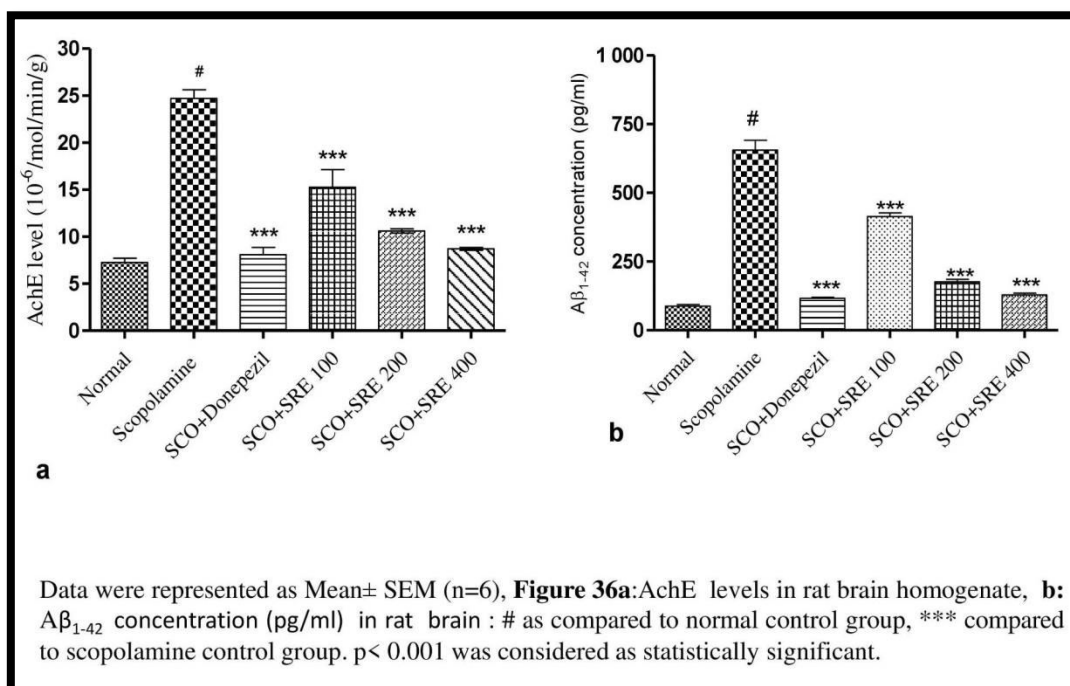 30
25
20
15
10
5
0
AchE level (10⁻⁶/mol/min/g)
#
***
***
***
***
Normal
Scopolamine
SCO+Donepezil
SCO+SRE 100
SCO+SRE 200
SCO+SRE 400
a
1 000
750
500
250
0
Aβ₁₋₄₂ concentration (pg/ml)
#
***
***
***
***
Normal
Scopolamine
SCO+Donepezil
SCO+SRE 100
SCO+SRE 200
SCO+SRE 400
b
Data were represented as Mean± SEM (n=6), Figure 36a:AchE levels in rat brain homogenate, b:
Aβ₁₋₄₂ concentration (pg/ml) in rat brain : # as compared to normal control group, *** compared
to scopolamine control group. p< 0.001 was considered as statistically significant.